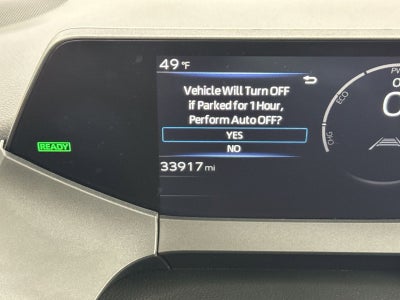 49 °F
Vehicle Will Turn OFF
if Parked for 1 Hour,
Perform Auto OFF?
YES
NO
READY
33917 mi
ECO
CHG